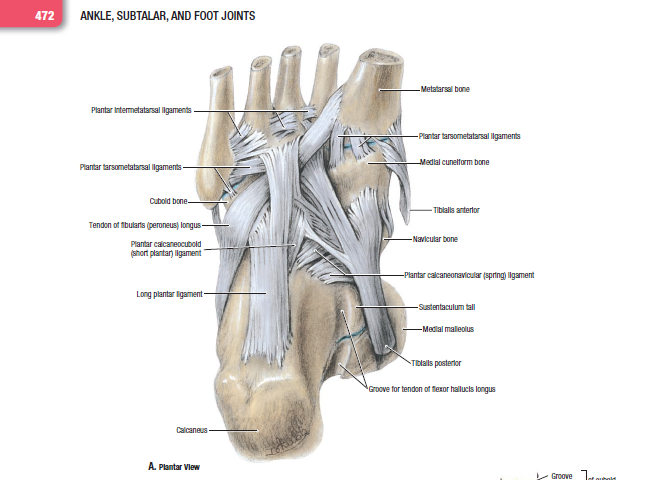 472 ANKLE, SUBTALAR, AND FOOT JOINTS
Metatarsal bone
Plantar intermetatarsal ligaments
Plantar tarsometatarsal ligaments
Medial cuneiform bone
Plantar tarsometatarsal ligaments
Cuboid bone
Tibialis anterior
Tendon of fibularis (peroneus) longus
Navicular bone
Plantar calcaneocuboid
(short plantar) ligament
Plantar calcaneonavicular (spring) ligament
Long plantar ligament
Sustentaculum tali
Medial malleolus
Tibialis posterior
Groove for tendon of flexor hallucis longus
Calcaneus
A. Plantar View
Groove
of cuboid